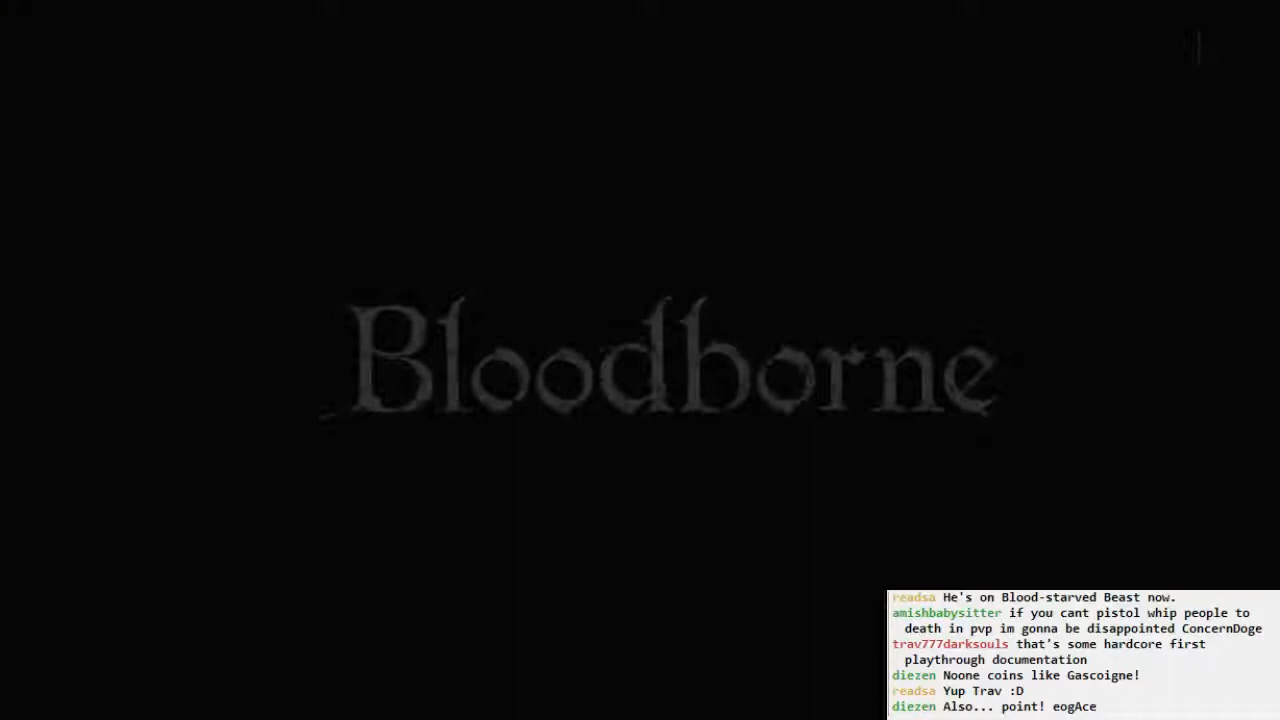 Bloodborne
readsa He's on Blood-starved Beast now.
amishbabysitter if you cant pistol whip people to
death in pvp im gonna be disappointed ConcernDoge
trav777darksouls that's some hardcore first
playthrough documentation
diezen Noone coins like Gascoigne!
readsa Yup Trav :D
diezen Also... point! eogAce